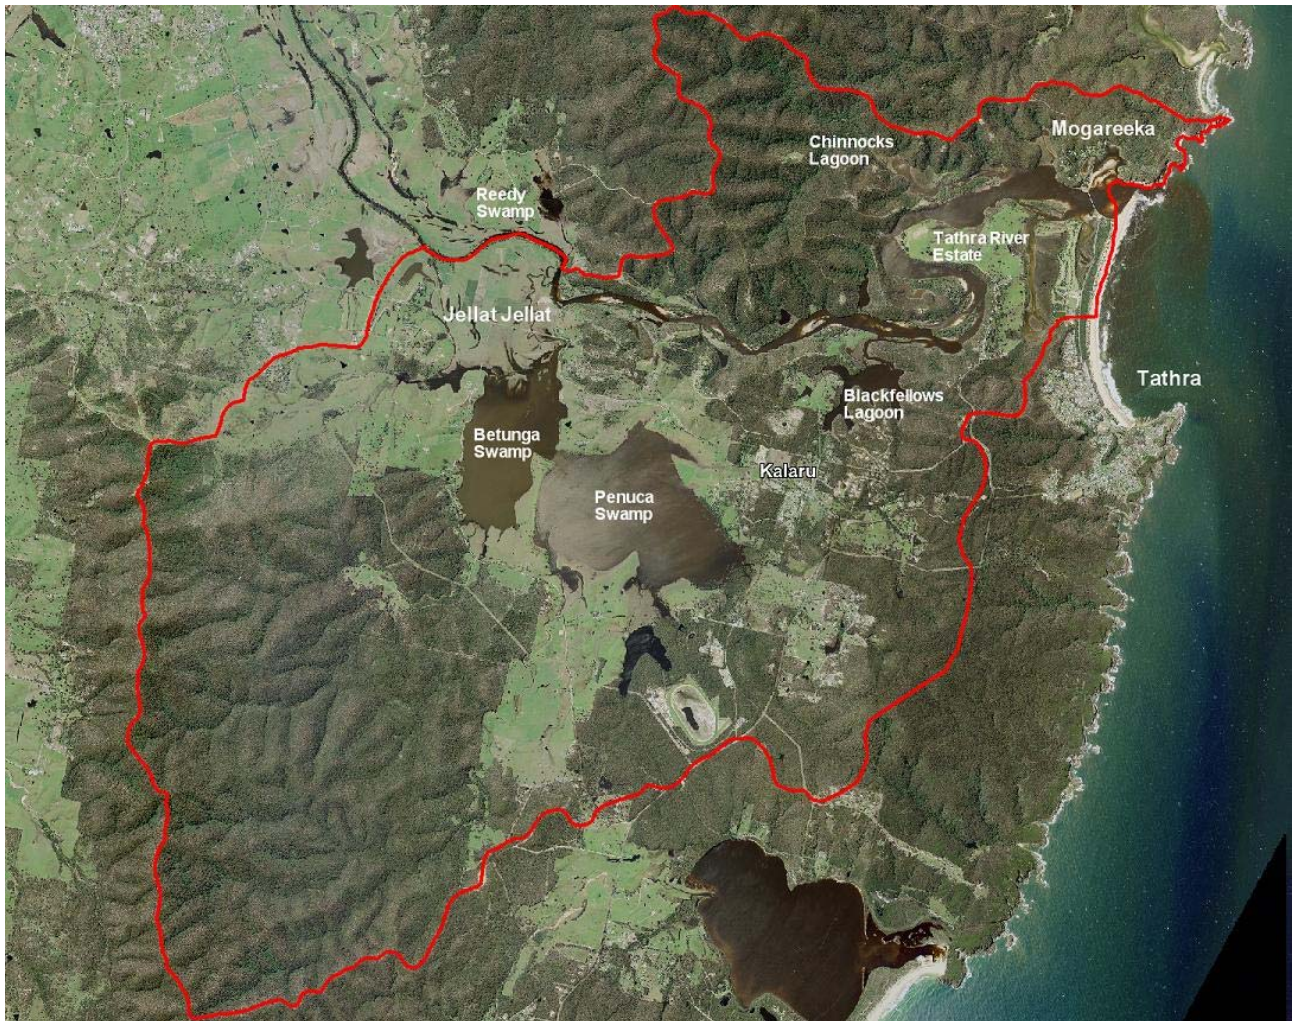 Mogareeka
Chinnocks
Lagoon
Reedy
Swamp
Tathra River
Estate
Jellat Jellat
Tathra
Blackfellows
Lagoon
Betunga
Swamp
Kalaru
Penuca
Swamp